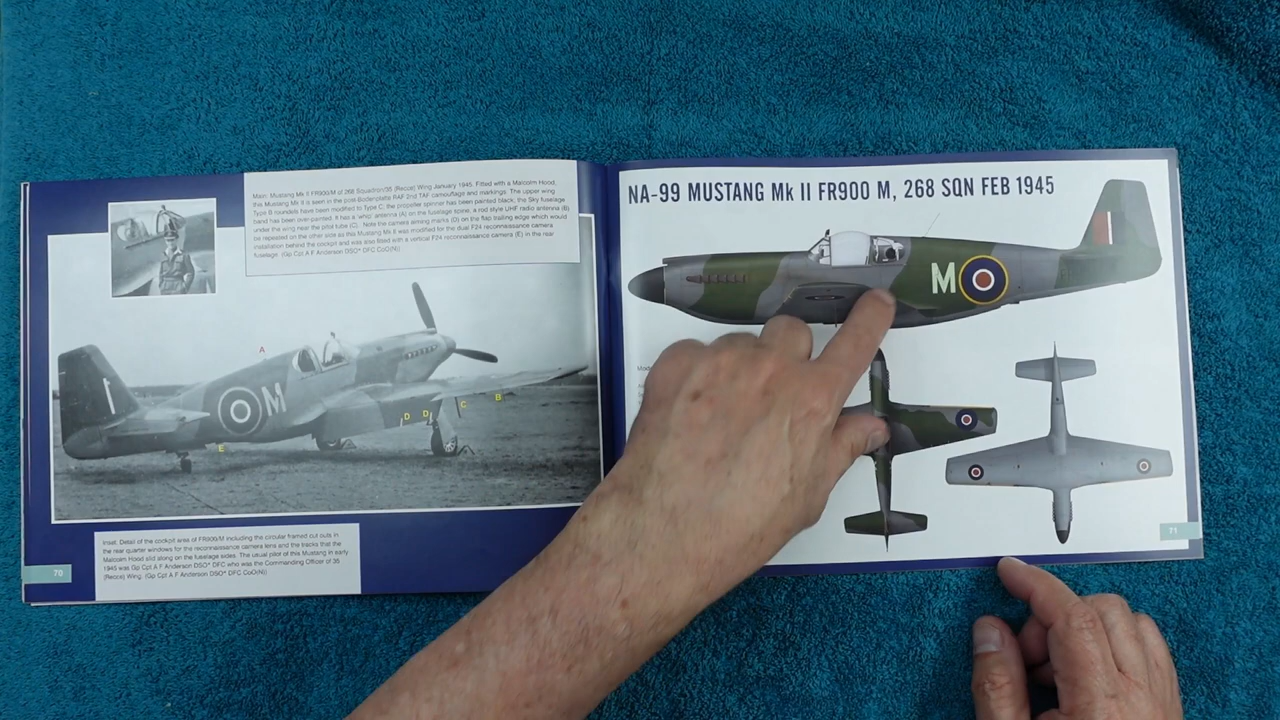 Main: Mustang Mk II FR900/M of 268 Squadron/35 (Recce) Wing January 1945. Fitted with a Malcolm Hood,
this Mustang Mk II is seen in the post-Bodenplatte RAF 2nd TAF camouflage and markings. The upper wing
Type B roundels have been modified to Type C, the propeller spinner has been painted black, the Sky fuselage
band has been over-painted. It has a 'whip' antenna (A) on the fuselage spine, a rod style UHF radio antenna (B)
under the wing near the pitot tube (C). Note the camera aiming marks (D) on the flap trailing edge which would
be repeated on the other side as this Mustang Mk II was modified for the dual F24 reconnaissance camera
installation behind the cockpit and was also fitted with a vertical F24 reconnaissance camera (E) in the rear
fuselage. (Gp Cpt A F Anderson DSO* DFC CoO(N))
A
M
D
D
C
B
E
Inset: Detail of the cockpit area of FR900/M including the circular framed cut outs in
the rear quarter windows for the reconnaissance camera lens and the tracks that the
Malcolm Hood slid along on the fuselage sides. The usual pilot of this Mustang in early
1945 was Gp Cpt A F Anderson DSO* DFC who was the Commanding Officer of 35
(Recce) Wing. (Gp Cpt A F Anderson DSO* DFC CoO(N))
70
NA-99 MUSTANG Mk II FR900 M, 268 SQN FEB 1945
M
71